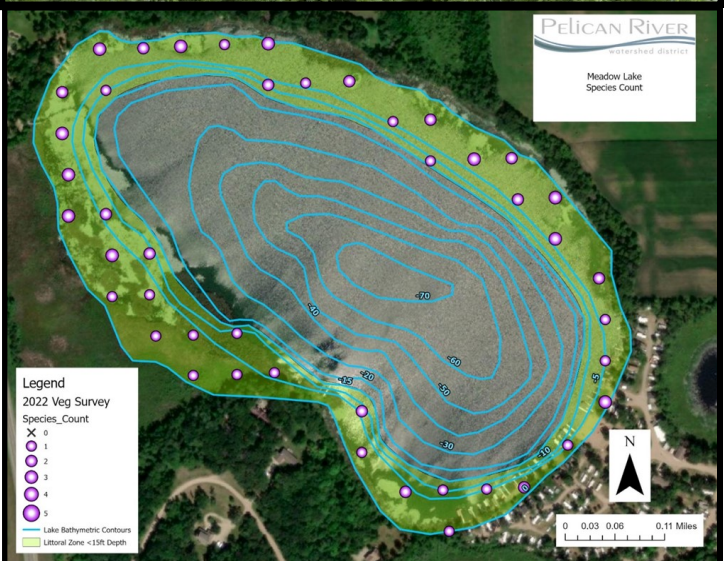 PELICAN RIVER
watershed district
Meadow Lake
Species Count
-70
-40
-60
-5
-15
-20
-50
-30
-10
0
Legend
2022 Veg Survey
Species_Count
0
1
2
3
4
5
Lake Bathymetric Contours
Littoral Zone <15ft Depth
N
0 0.03 0.06 0.11 Miles